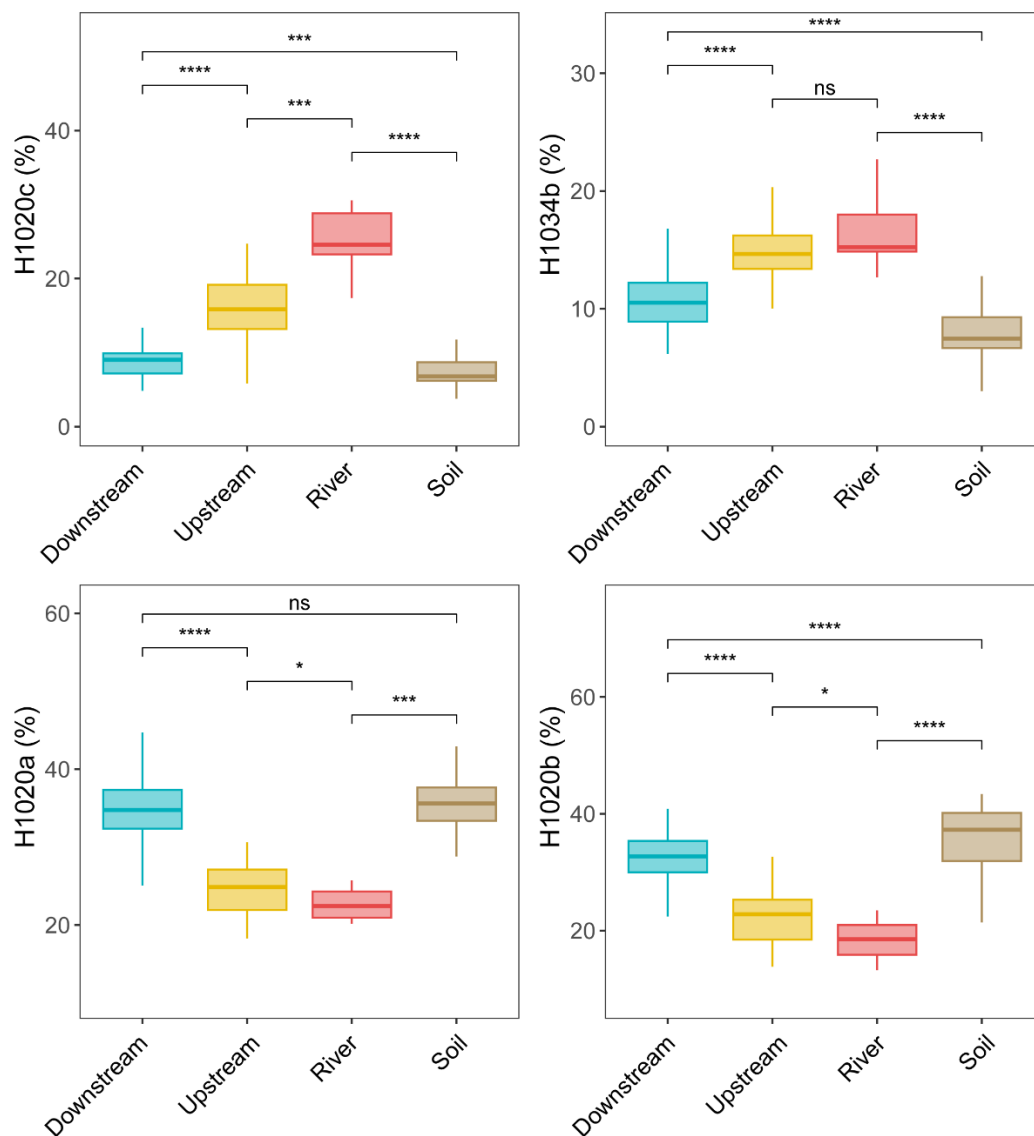 H1020c (%)
40
20
0
***
****
***
****
Downstream
Upstream
River
Soil
H1034b (%)
30
20
10
0
****
****
ns
****
Downstream
Upstream
River
Soil
H1020a (%)
60
40
20
ns
****
*
***
Downstream
Upstream
River
Soil
H1020b (%)
60
40
20
****
****
*
****
Downstream
Upstream
River
Soil